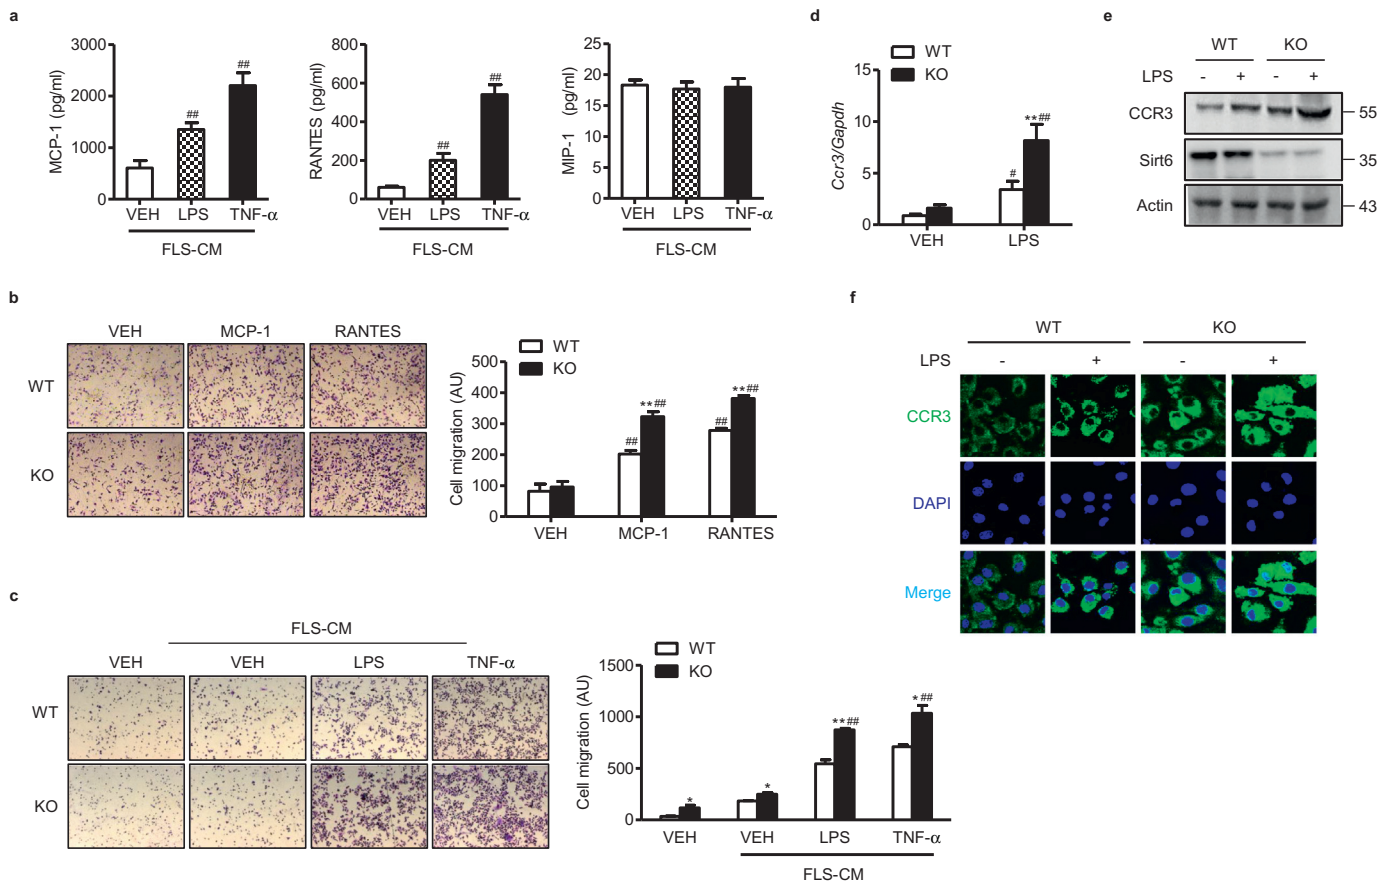 a
3000
2000
1000
0
MCP-1 (pg/ml)
##
##
VEH LPS TNF-α
FLS-CM
800
600
400
200
0
RANTES (pg/ml)
##
##
VEH LPS TNF-α
FLS-CM
25
20
15
10
5
0
MIP-1 (pg/ml)
VEH LPS TNF-α
FLS-CM
d
WT
KO
15
10
5
0
Ccr3/Gapdh
#
**##
VEH LPS
e
WT KO
LPS - + - +
CCR3 55
Sirt6 35
Actin 43
b
VEH MCP-1 RANTES
WT
KO
WT
KO
500
400
300
200
100
0
Cell migration (AU)
##
**##
##
**##
VEH MCP-1 RANTES
f
WT KO
LPS - + - +
CCR3
DAPI
Merge
c
FLS-CM
VEH VEH LPS TNF-α
WT
KO
WT
KO
1500
1000
500
0
Cell migration (AU)
*
*
**##
*##
VEH VEH LPS TNF-α
FLS-CM